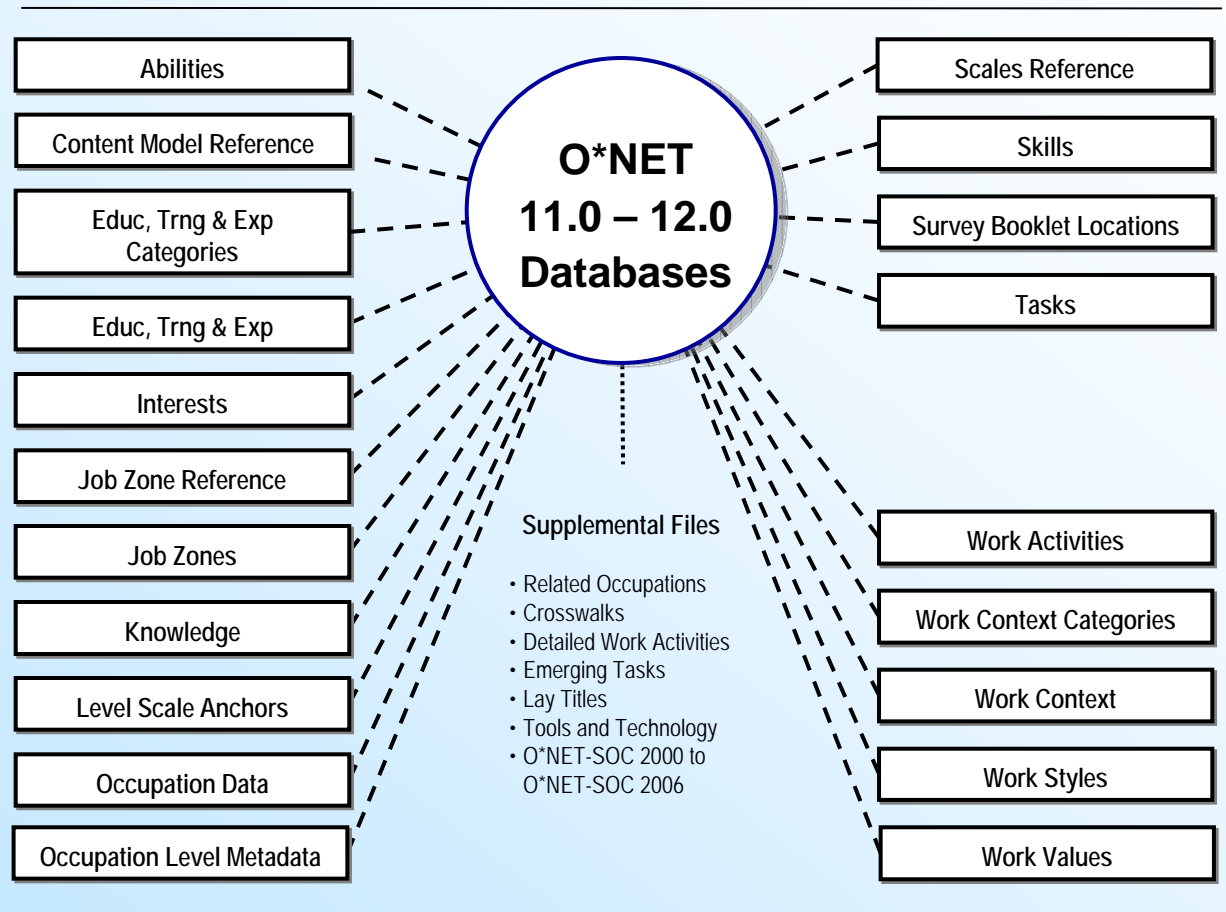 Abilities
Content Model Reference
Educ, Trng & Exp
Categories
Educ, Trng & Exp
Interests
Job Zone Reference
Job Zones
Knowledge
Level Scale Anchors
Occupation Data
Occupation Level Metadata
O*NET
11.0 – 12.0
Databases
Supplemental Files
• Related Occupations
• Crosswalks
• Detailed Work Activities
• Emerging Tasks
• Lay Titles
• Tools and Technology
• O*NET-SOC 2000 to
O*NET-SOC 2006
Scales Reference
Skills
Survey Booklet Locations
Tasks
Work Activities
Work Context Categories
Work Context
Work Styles
Work Values